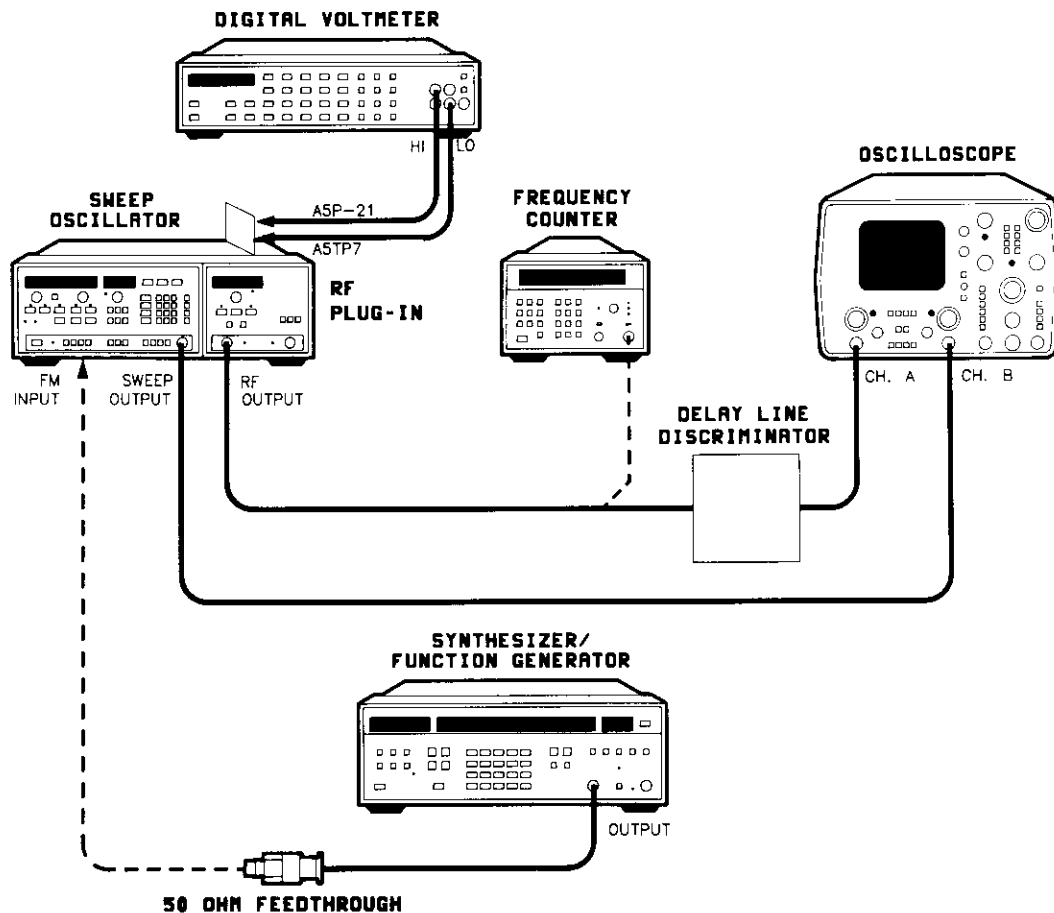 DIGITAL VOLTMETER
HI
LO
OSCILLOSCOPE
SWEEP
OSCILLATOR
A5P-21
A5TP7
FREQUENCY
COUNTER
RF
PLUG-IN
FM
INPUT
SWEEP
OUTPUT
RF
OUTPUT
CH. A
CH. B
DELAY LINE
DISCRIMINATOR
SYNTHESIZER/
FUNCTION GENERATOR
OUTPUT
50 OHM FEEDTHROUGH